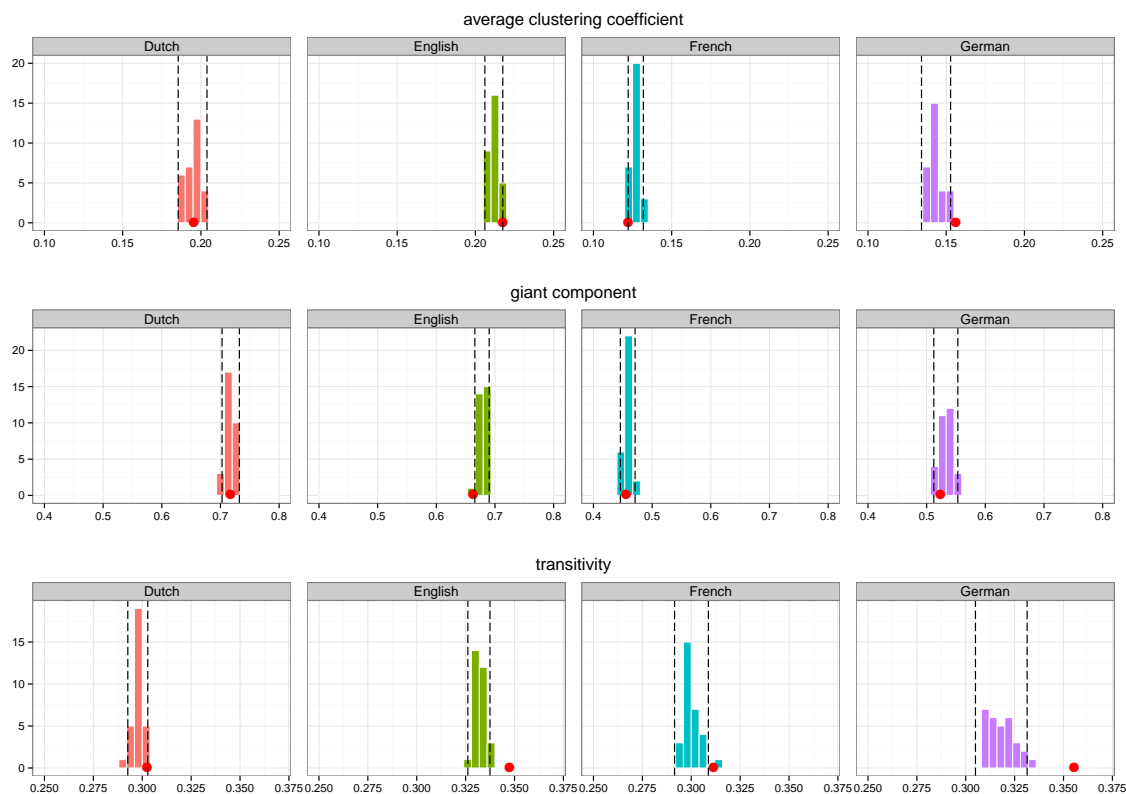 average clustering coefficient
Dutch English French German
20
15
10
5
0
0.10 0.15 0.20 0.25 0.10 0.15 0.20 0.25 0.10 0.15 0.20 0.25 0.10 0.15 0.20 0.25
giant component
Dutch English French German
20
15
10
5
0
0.4 0.5 0.6 0.7 0.8 0.4 0.5 0.6 0.7 0.8 0.4 0.5 0.6 0.7 0.8 0.4 0.5 0.6 0.7 0.8
transitivity
Dutch English French German
15
10
5
0
0.250 0.275 0.300 0.325 0.350 0.375 0.250 0.275 0.300 0.325 0.350 0.375 0.250 0.275 0.300 0.325 0.350 0.375 0.250 0.275 0.300 0.325 0.350 0.375